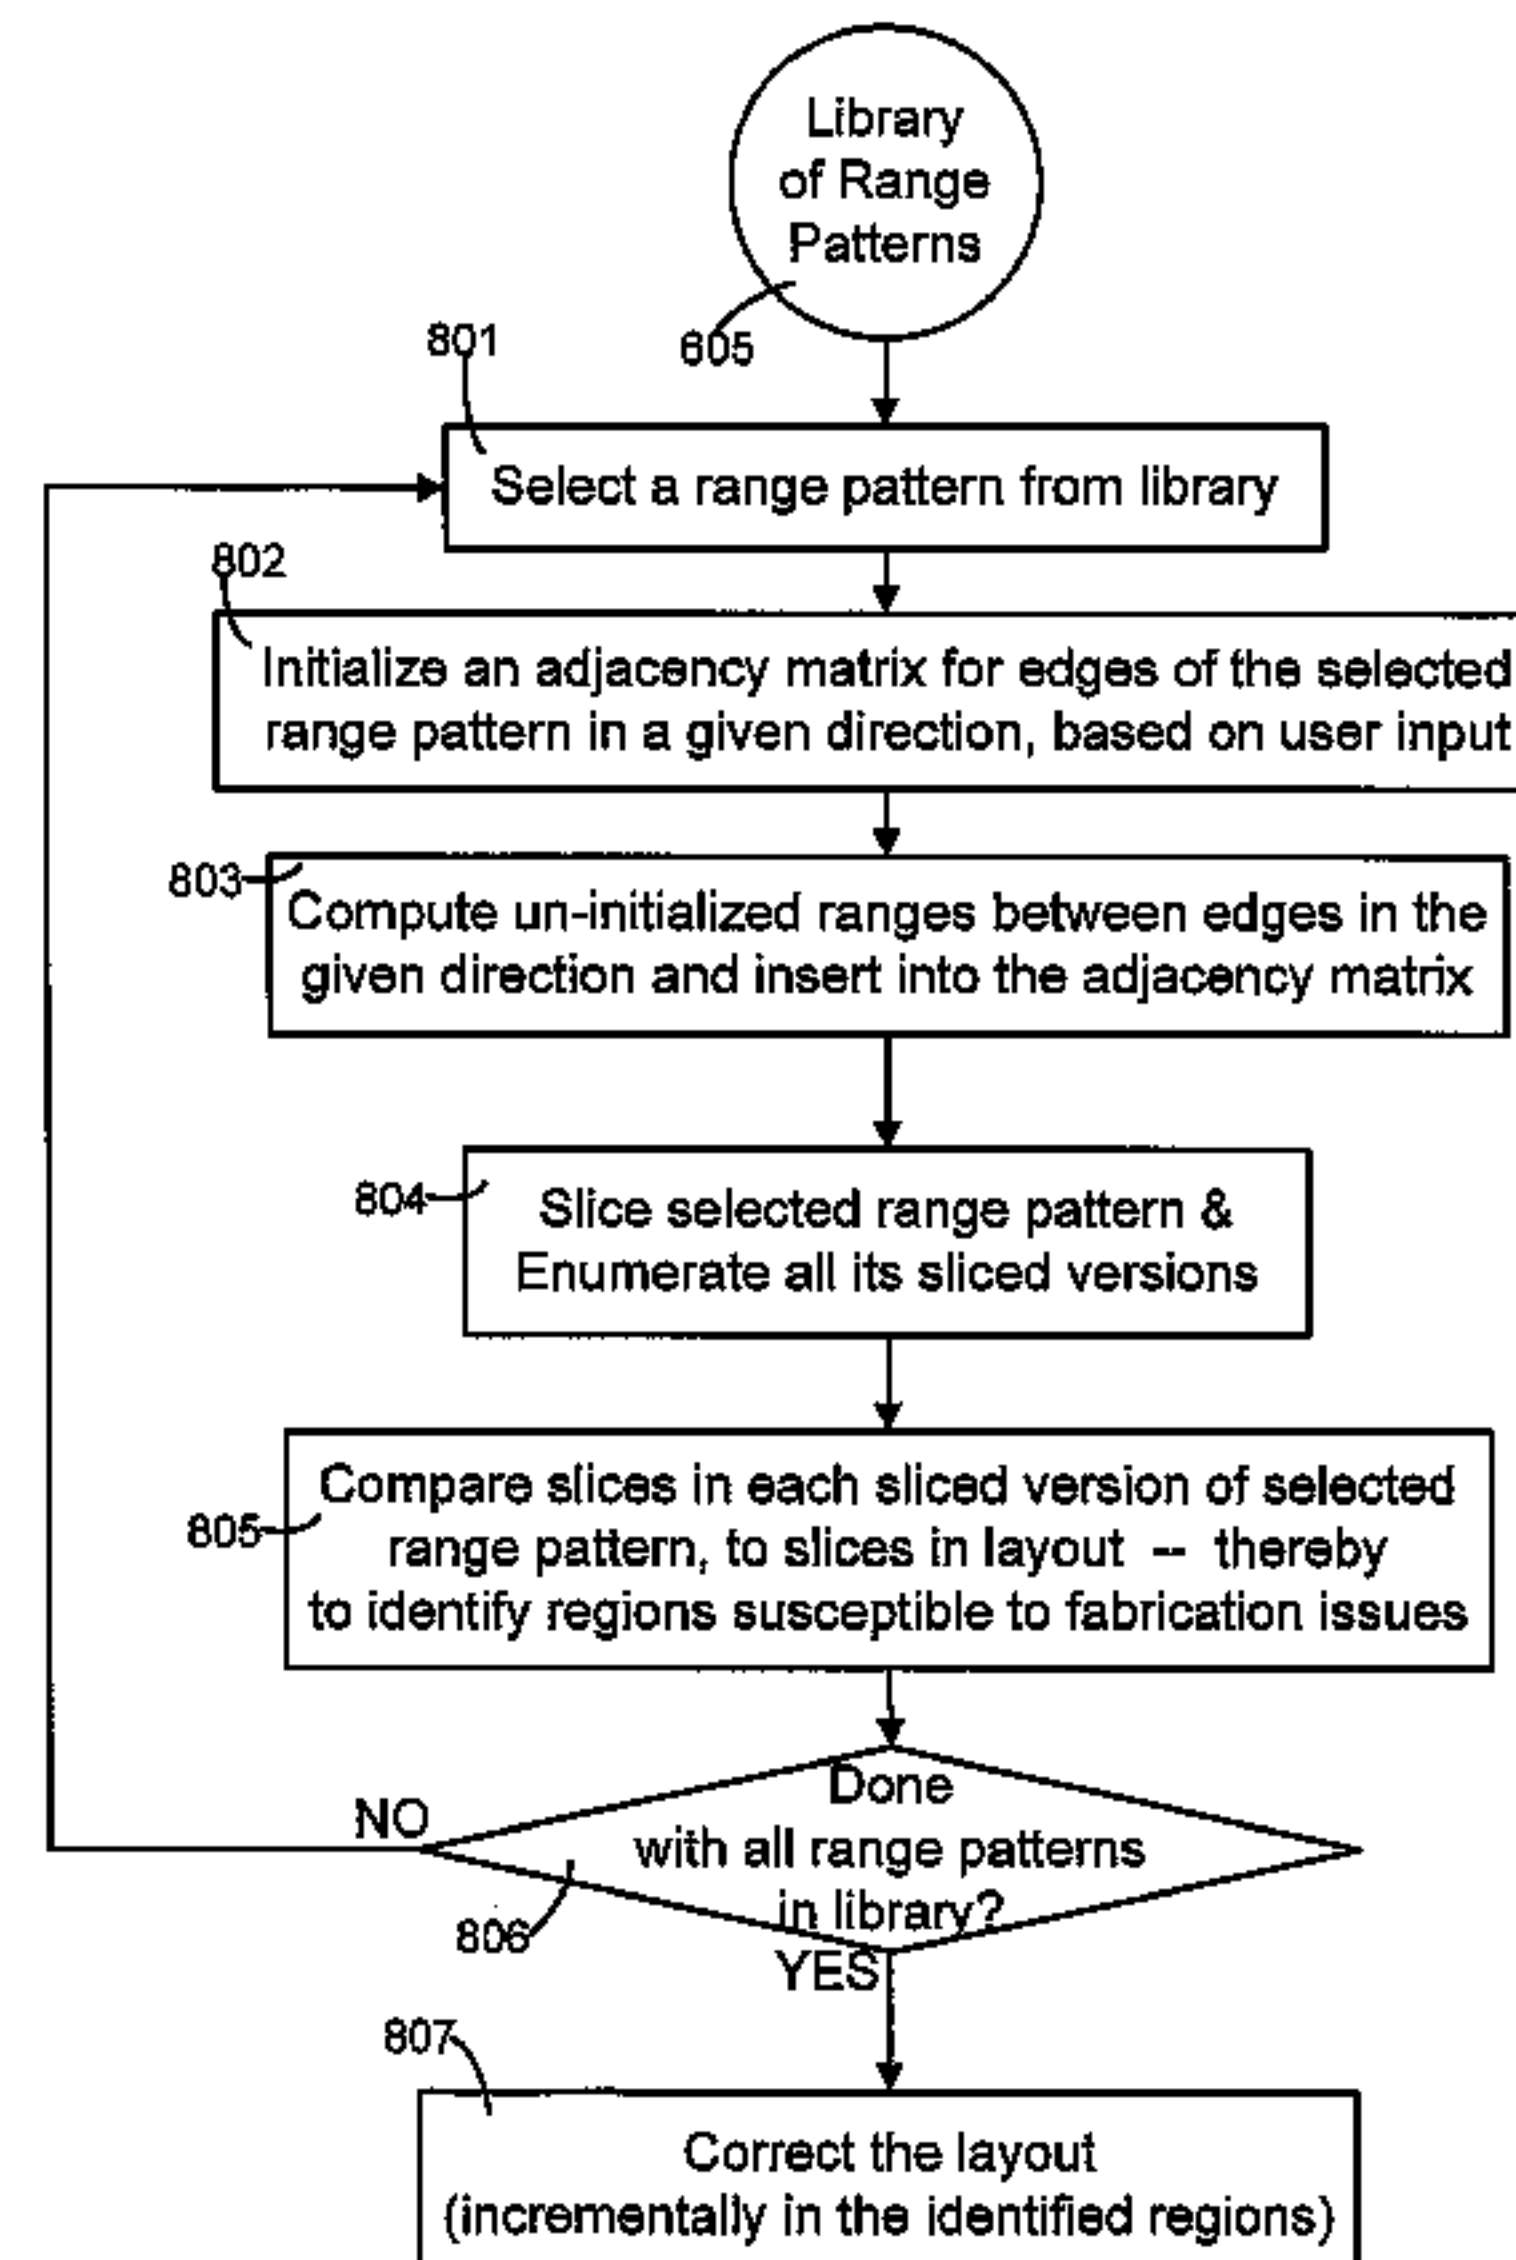 Library
of Range
Patterns
605
801
Select a range pattern from library
802
Initialize an adjacency matrix for edges of the selected
range pattern in a given direction, based on user input
803
Compute un-initialized ranges between edges in the
given direction and insert into the adjacency matrix
804
Slice selected range pattern &
Enumerate all its sliced versions
805
Compare slices in each sliced version of selected
range pattern, to slices in layout -- thereby
to identify regions susceptible to fabrication issues
NO
Done
with all range patterns
in library?
806
YES
807
Correct the layout
(incrementally in the identified regions)